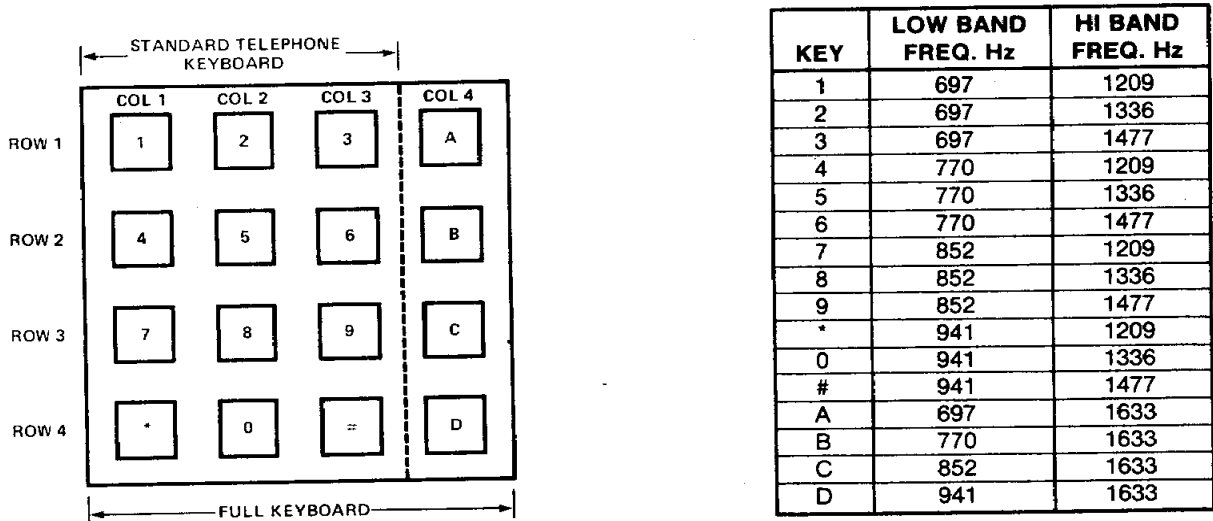 STANDARD TELEPHONE
KEYBOARD
COL 1 COL 2 COL 3 COL 4
ROW 1 1 2 3 A
ROW 2 4 5 6 B
ROW 3 7 8 9 C
ROW 4 * 0 # D
FULL KEYBOARD
KEY LOW BAND FREQ. Hz HI BAND FREQ. Hz
1 697 1209
2 697 1336
3 697 1477
4 770 1209
5 770 1336
6 770 1477
7 852 1209
8 852 1336
9 852 1477
* 941 1209
0 941 1336
# 941 1477
A 697 1633
B 770 1633
C 852 1633
D 941 1633